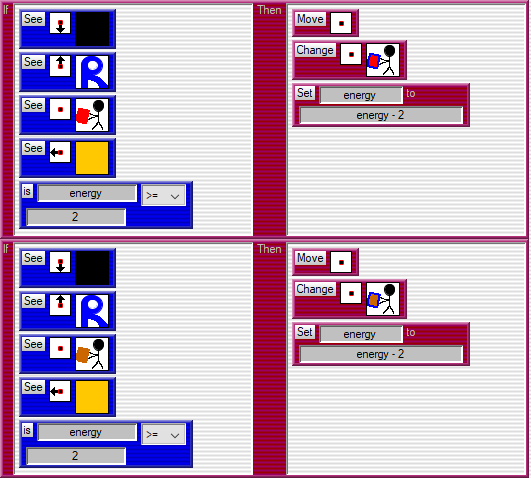 If
See
See
See
See
is energy >=
2
Then
Move
Change
Set energy to
energy - 2
If
See
See
See
See
is energy >=
2
Then
Move
Change
Set energy to
energy - 2